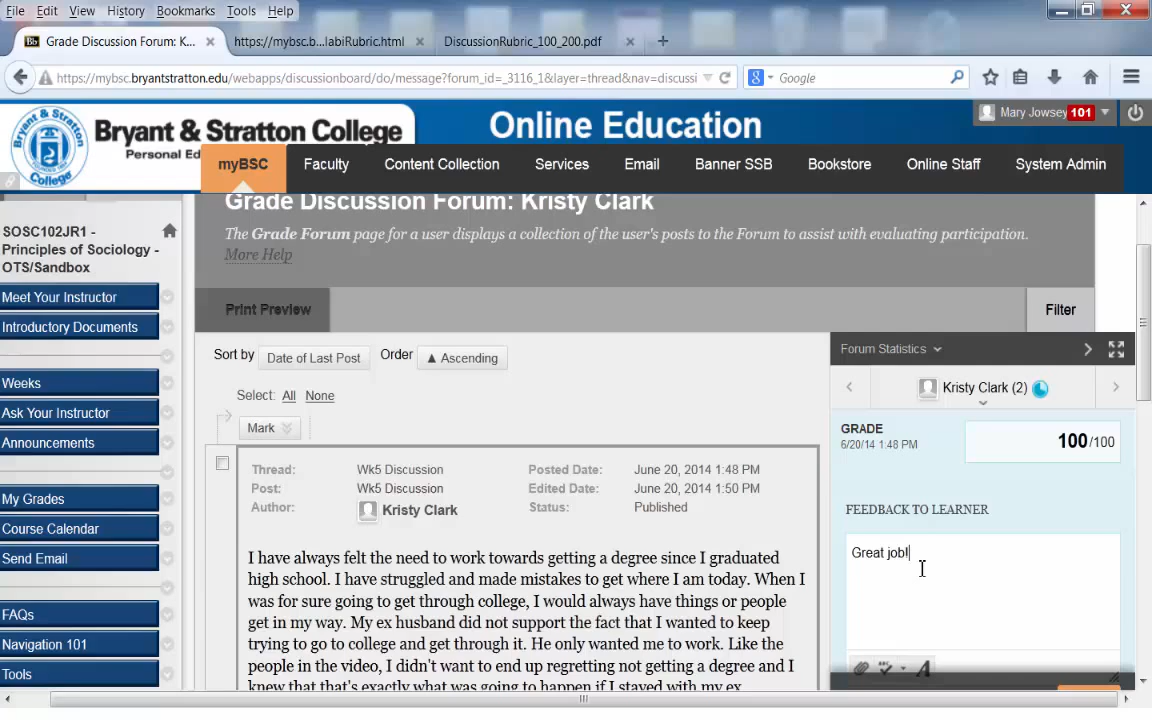 File Edit View History Bookmarks Tools Help
Grade Discussion Forum: K...
https://mybsc.b...labiRubric.html
DiscussionRubric_100_200.pdf
https://mybsc.bryantstratton.edu/webapps/discussionboard/do/message?forum_id=_3116_1&layer=thread&nav=discussi
Google
Bryant & Stratton College
Personal Ed
Online Education
Mary Jowsey 101
myBSC Faculty Content Collection Services Email Banner SSB Bookstore Online Staff System Admin
SOSC102JR1 -
Principles of Sociology -
OTS/Sandbox
Meet Your Instructor
Introductory Documents
Weeks
Ask Your Instructor
Announcements
My Grades
Course Calendar
Send Email
FAQs
Navigation 101
Tools
Grade Discussion Forum: Kristy Clark
The Grade Forum page for a user displays a collection of the user's posts to the Forum to assist with evaluating participation.
More Help
Print Preview
Filter
Sort by Date of Last Post Order Ascending
Select: All None
Mark
Thread: Wk5 Discussion Posted Date: June 20, 2014 1:48 PM
Post: Wk5 Discussion Edited Date: June 20, 2014 1:50 PM
Author: Kristy Clark Status: Published
I have always felt the need to work towards getting a degree since I graduated
high school. I have struggled and made mistakes to get where I am today. When I
was for sure going to get through college, I would always have things or people
get in my way. My ex husband did not support the fact that I wanted to keep
trying to go to college and get through it. He only wanted me to work. Like the
people in the video, I didn't want to end up regretting not getting a degree and I
knew that that's exactly what was going to happen if I stayed with my ex
Forum Statistics
Kristy Clark (2)
GRADE
6/20/14 1:48 PM
100/100
FEEDBACK TO LEARNER
Great job!